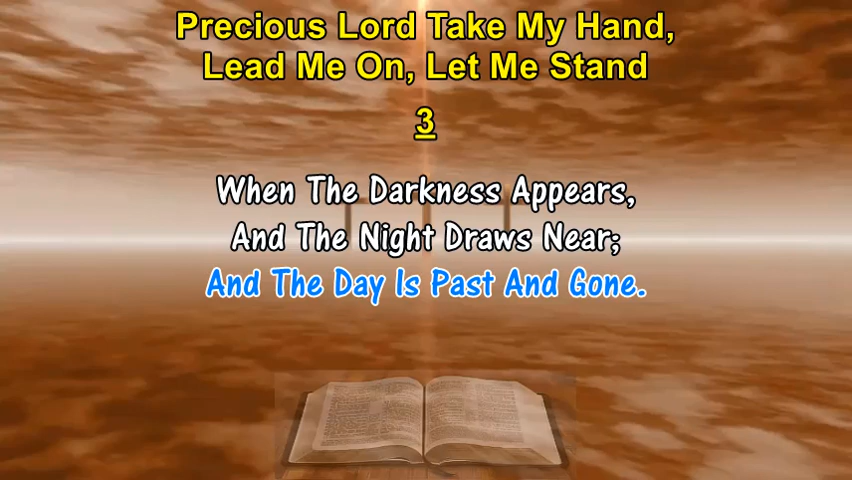 Precious Lord Take My Hand,
Lead Me On, Let Me Stand
3
When The Darkness Appears,
And The Night Draws Near;
And The Day Is Past And Gone.